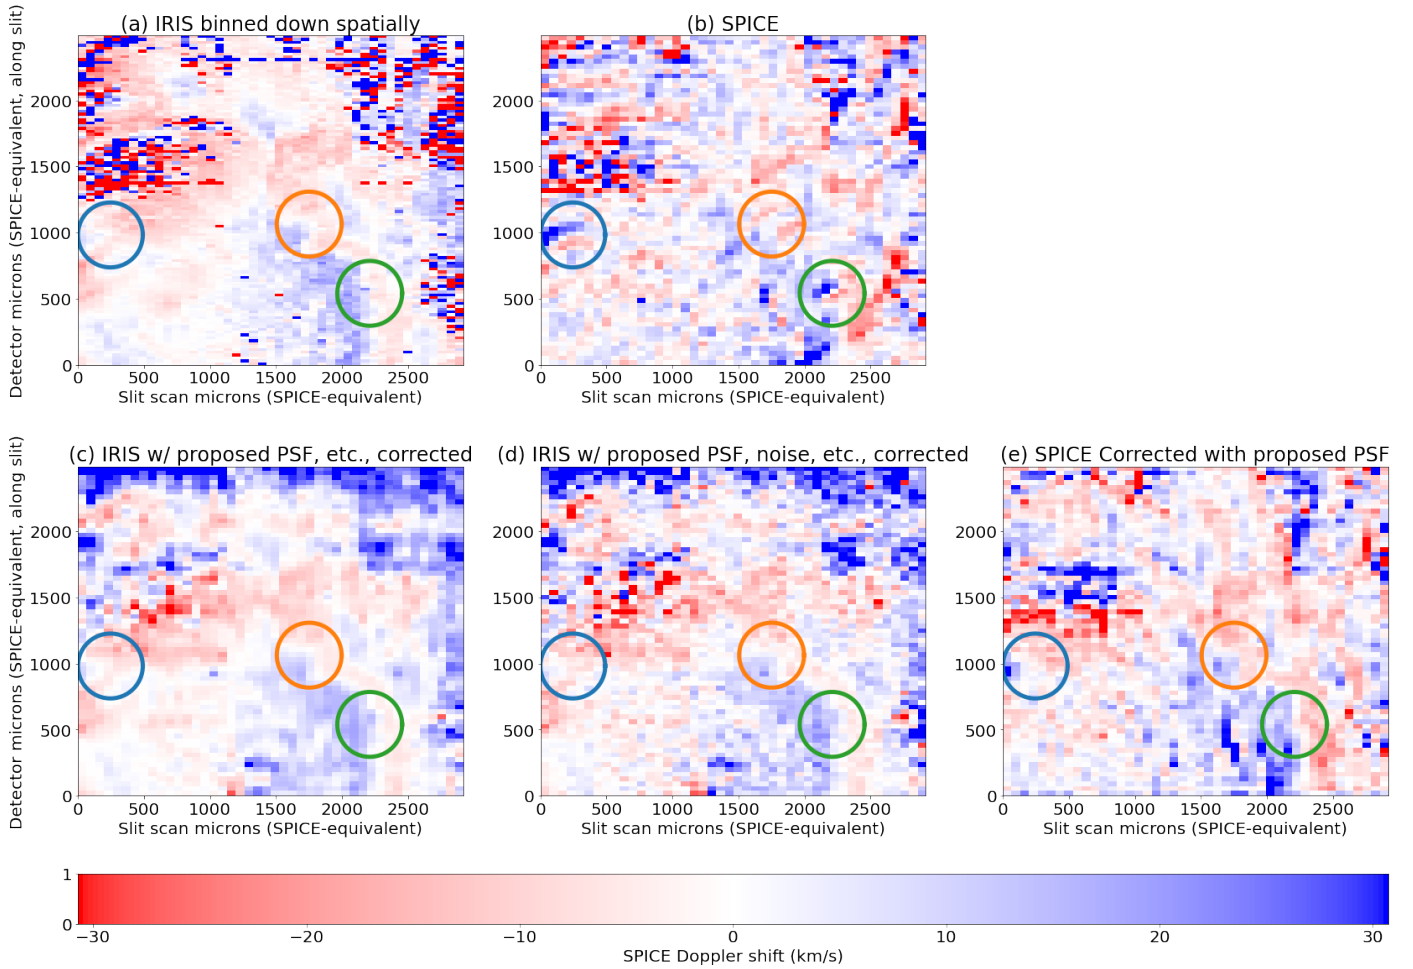 (a) IRIS binned down spatially
(b) SPICE
Detector microns (SPICE-equivalent, along slit)
2000
1500
1000
500
0
0 500 1000 1500 2000 2500
Slit scan microns (SPICE-equivalent)
2000
1500
1000
500
0
0 500 1000 1500 2000 2500
Slit scan microns (SPICE-equivalent)
(c) IRIS w/ proposed PSF, etc., corrected
(d) IRIS w/ proposed PSF, noise, etc., corrected
(e) SPICE Corrected with proposed PSF
Detector microns (SPICE-equivalent, along slit)
2000
1500
1000
500
0
0 500 1000 1500 2000 2500
Slit scan microns (SPICE-equivalent)
2000
1500
1000
500
0
0 500 1000 1500 2000 2500
Slit scan microns (SPICE-equivalent)
2000
1500
1000
500
0
0 500 1000 1500 2000 2500
Slit scan microns (SPICE-equivalent)
1
0
−30 −20 −10 0 10 20 30
SPICE Doppler shift (km/s)